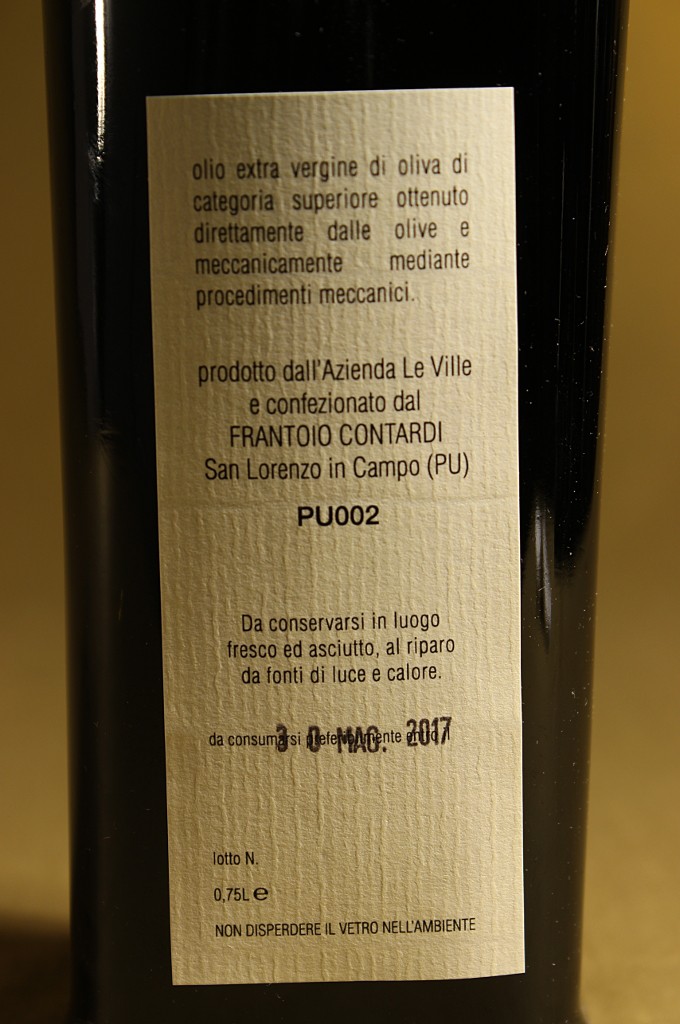 olio extra vergine di oliva di
categoria superiore ottenuto
direttamente dalle olive e
meccanicamente mediante
procedimenti meccanici.
prodotto dall'Azienda Le Ville
e confezionato dal
FRANTOIO CONTARDI
San Lorenzo in Campo (PU)
PU002
Da conservarsi in luogo
fresco ed asciutto, al riparo
da fonti di luce e calore.
da consumarsi preferibilmente entro il
30 MAG. 2017
lotto N.
0,75L e
NON DISPERDERE IL VETRO NELL'AMBIENTE